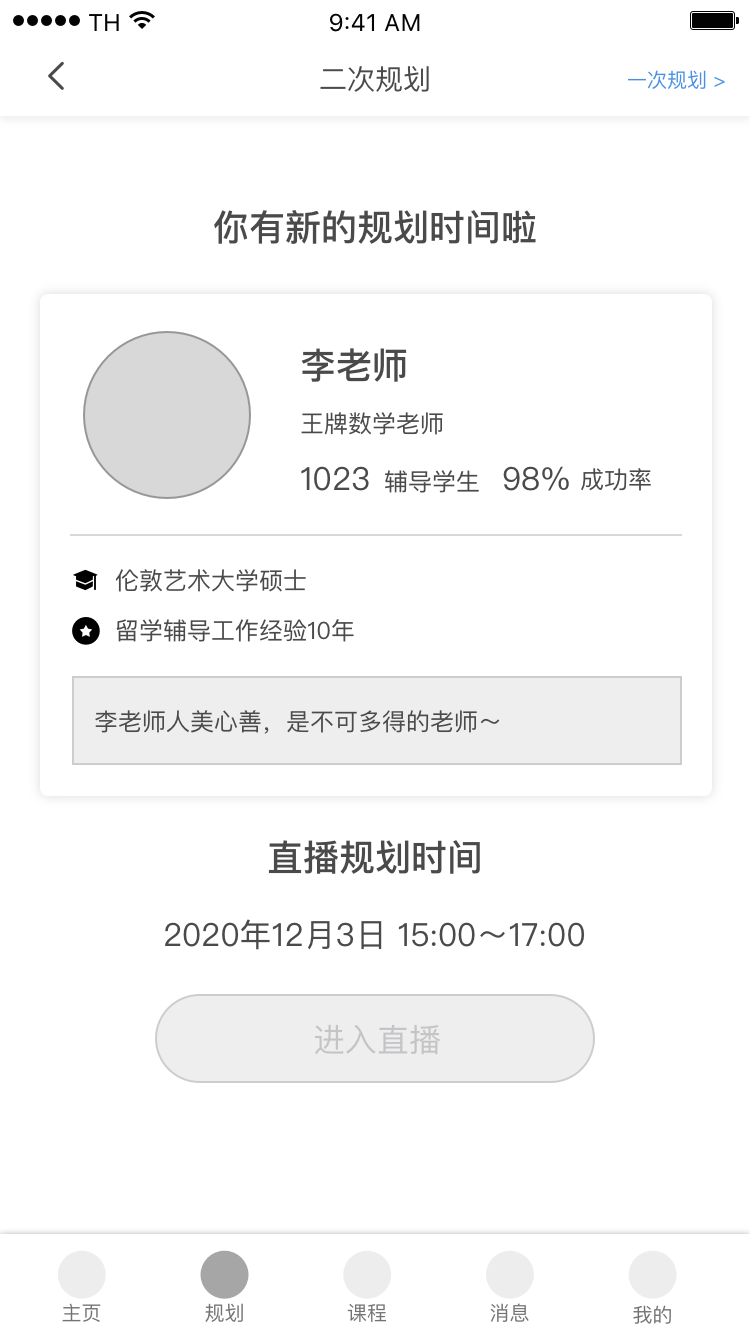 TH 9:41 AM
二次规划
一次规划 >
你有新的规划时间啦
李老师
王牌数学老师
1023 辅导学生 98% 成功率
伦敦艺术大学硕士
留学辅导工作经验10年
李老师人美心善，是不可多得的老师～
直播规划时间
2020年12月3日 15:00～17:00
进入直播
主页 规划 课程 消息 我的